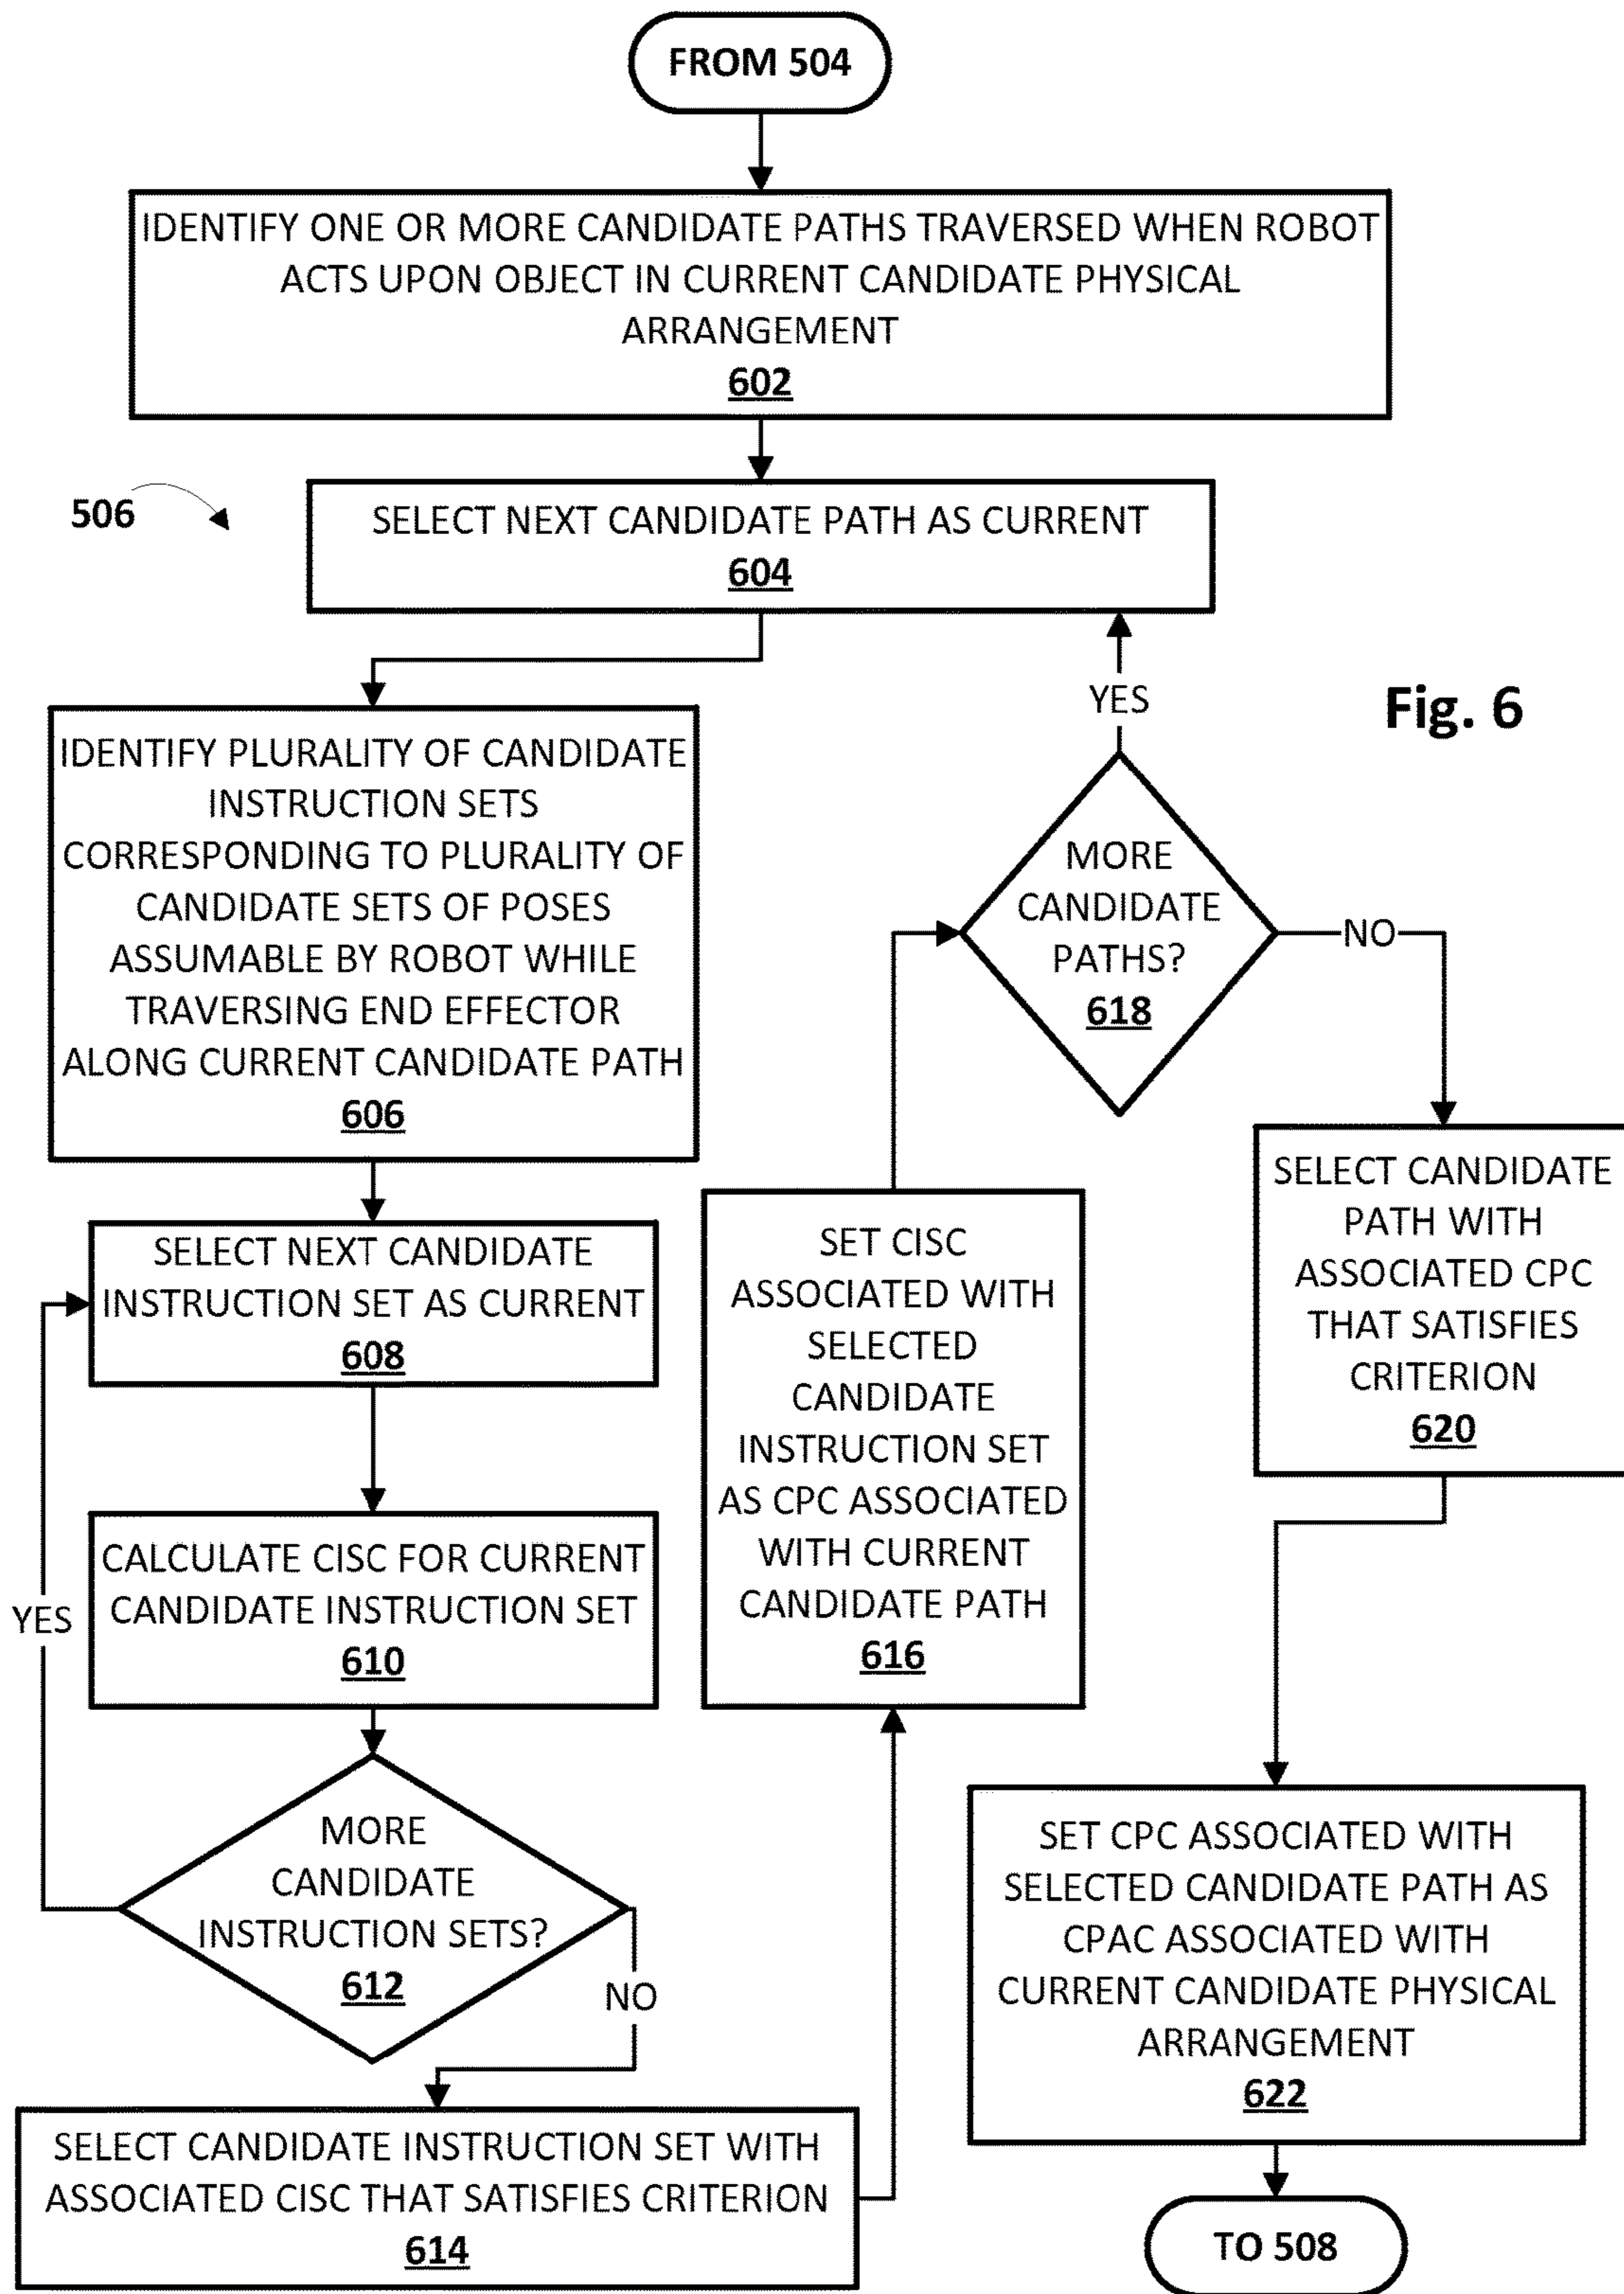 FROM 504
IDENTIFY ONE OR MORE CANDIDATE PATHS TRAVERSED WHEN ROBOT
ACTS UPON OBJECT IN CURRENT CANDIDATE PHYSICAL
ARRANGEMENT
602
506
SELECT NEXT CANDIDATE PATH AS CURRENT
604
Fig. 6
IDENTIFY PLURALITY OF CANDIDATE
INSTRUCTION SETS
CORRESPONDING TO PLURALITY OF
CANDIDATE SETS OF POSES
ASSUMABLE BY ROBOT WHILE
TRAVERSING END EFFECTOR
ALONG CURRENT CANDIDATE PATH
606
SELECT NEXT CANDIDATE
INSTRUCTION SET AS CURRENT
608
CALCULATE CISC FOR CURRENT
CANDIDATE INSTRUCTION SET
610
YES
MORE
CANDIDATE
INSTRUCTION SETS?
612
NO
SELECT CANDIDATE INSTRUCTION SET WITH
ASSOCIATED CISC THAT SATISFIES CRITERION
614
SET CISC
ASSOCIATED WITH
SELECTED
CANDIDATE
INSTRUCTION SET
AS CPC ASSOCIATED
WITH CURRENT
CANDIDATE PATH
616
YES
MORE
CANDIDATE
PATHS?
618
NO
SELECT CANDIDATE
PATH WITH
ASSOCIATED CPC
THAT SATISFIES
CRITERION
620
SET CPC ASSOCIATED WITH
SELECTED CANDIDATE PATH AS
CPAC ASSOCIATED WITH
CURRENT CANDIDATE PHYSICAL
ARRANGEMENT
622
TO 508